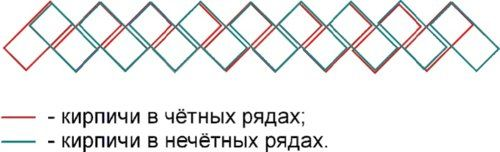 - кирпичи в чётных рядах;
- кирпичи в нечётных рядах.